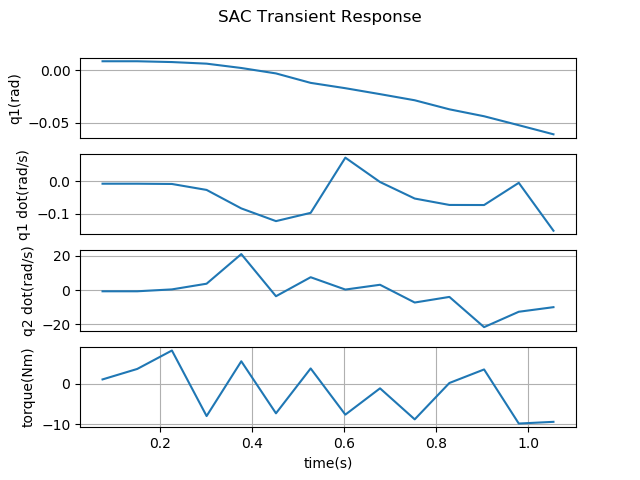 SAC Transient Response
q1(rad)
0.00
−0.05
q1 dot(rad/s)
0.0
−0.1
q2 dot(rad/s)
20
0
−20
torque(Nm)
0
−10
0.2 0.4 0.6 0.8 1.0
time(s)